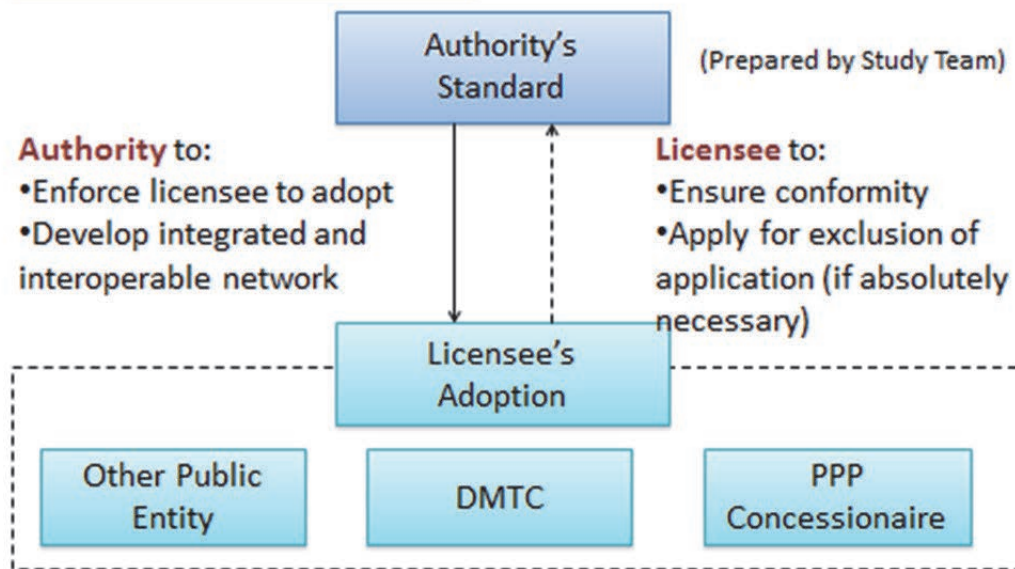 Authority's
Standard
(Prepared by Study Team)
Authority to:
•Enforce licensee to adopt
•Develop integrated and
interoperable network
Licensee to:
•Ensure conformity
•Apply for exclusion of
application (if absolutely
necessary)
Licensee's
Adoption
Other Public
Entity
DMTC
PPP
Concessionaire